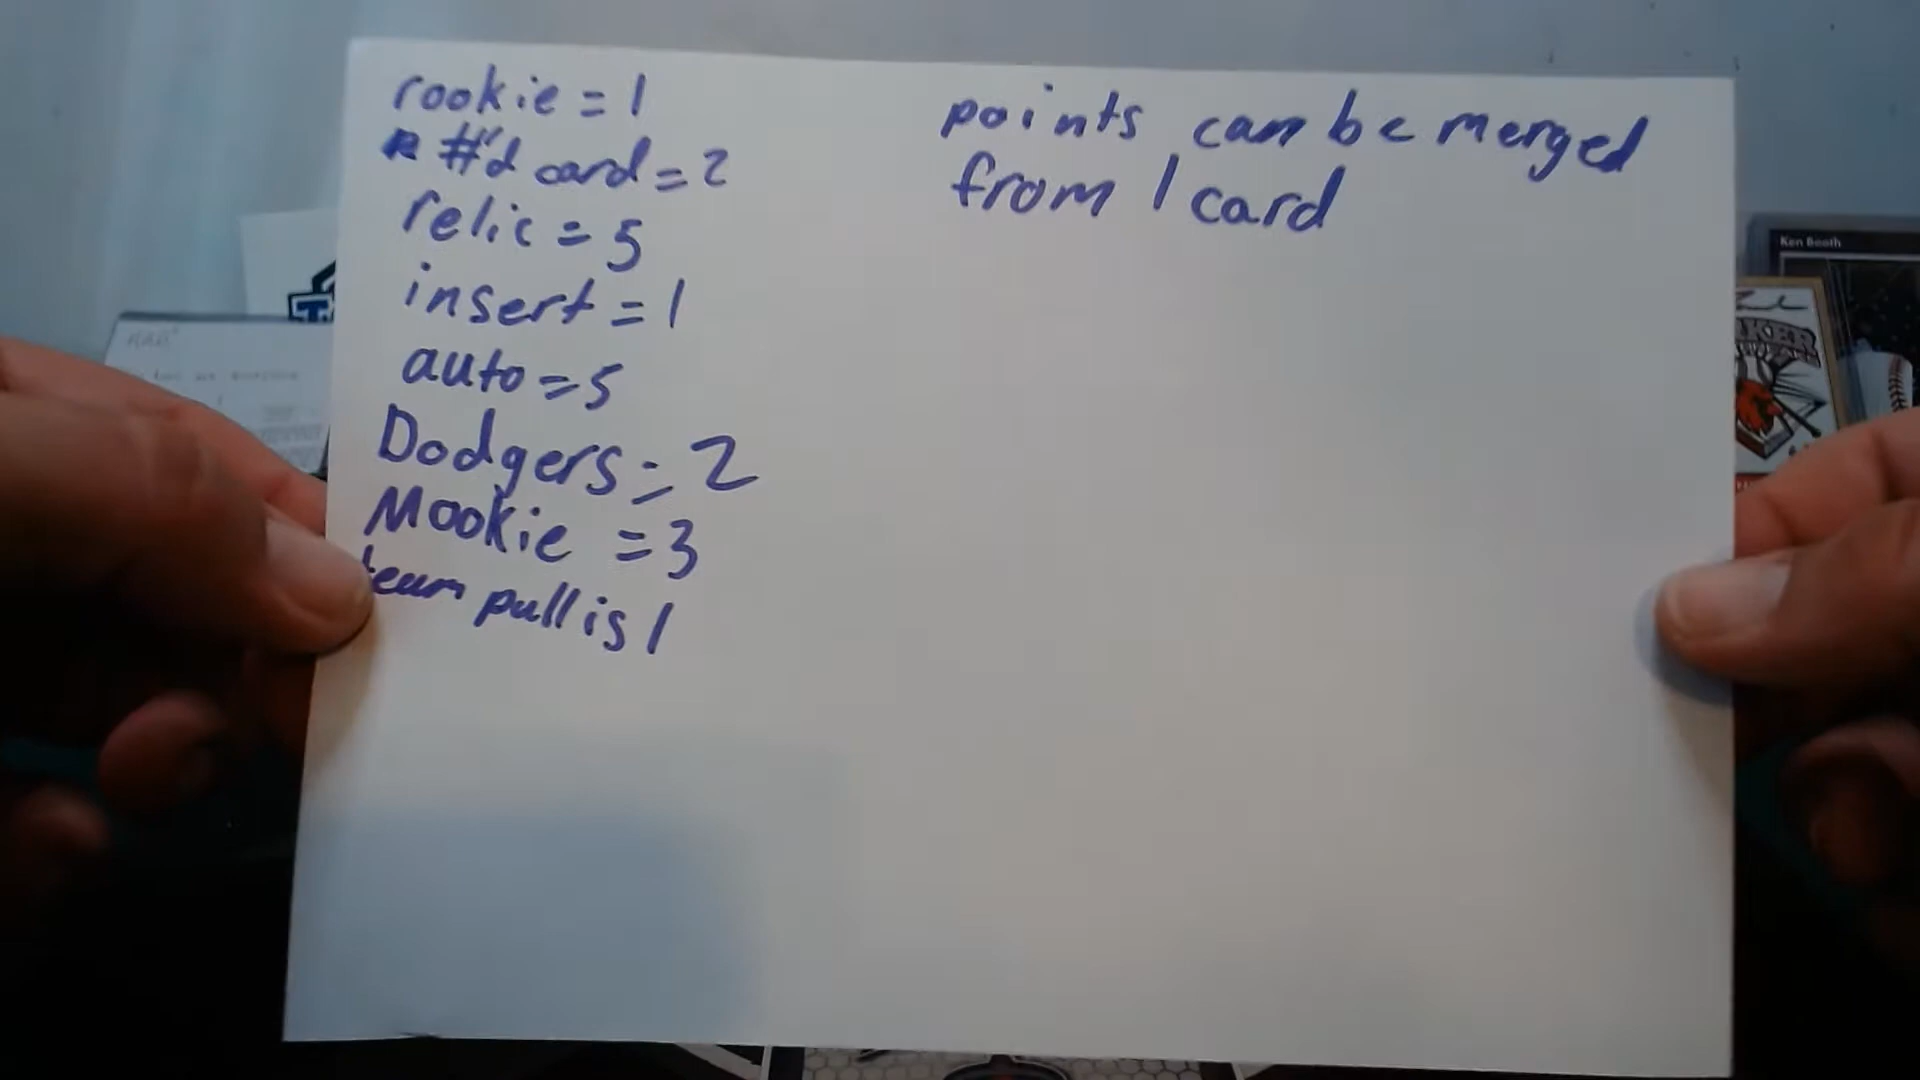 rookie = 1
#'d card = 2
relic = 5
insert = 1
auto = 5
Dodgers = 2
Mookie = 3
team pull is 1
points can be merged
from 1 card
Ken Booth